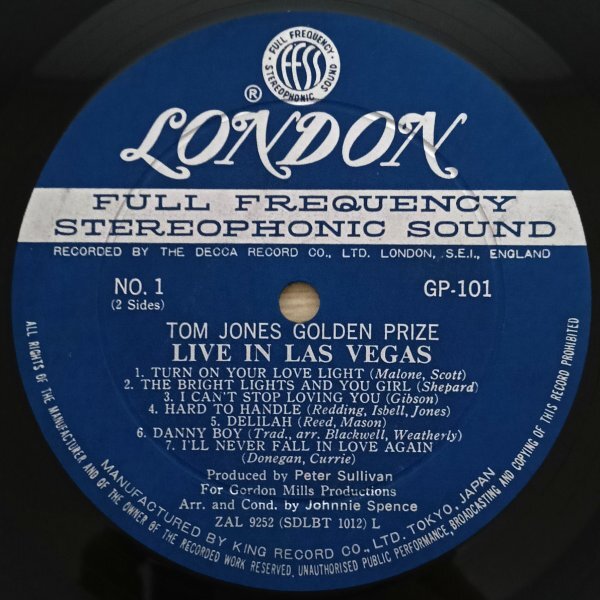 FULL FREQUENCY
FFSS
STEREOPHONIC SOUND
®
LONDON
FULL FREQUENCY
STEREOPHONIC SOUND
RECORDED BY THE DECCA RECORD CO., LTD. LONDON, S.E.I., ENGLAND
NO. 1
GP-101
(2 Sides)
TOM JONES GOLDEN PRIZE
LIVE IN LAS VEGAS
1. TURN ON YOUR LOVE LIGHT (Malone, Scott)
2. THE BRIGHT LIGHTS AND YOU GIRL (Shepard)
3. I CAN'T STOP LOVING YOU (Gibson)
4. HARD TO HANDLE (Redding, Isbell, Jones)
5. DELILAH (Reed, Mason)
6. DANNY BOY (Trad., arr. Blackwell, Weatherly)
7. I'LL NEVER FALL IN LOVE AGAIN
(Donegan, Currie)
Produced by Peter Sullivan
For Gordon Mills Productions
Arr. and Cond. by Johnnie Spence
ZAL 9252 (SDLBT 1012) L
MANUFACTURED BY KING RECORD CO., LTD. TOKYO, JAPAN
ALL RIGHTS OF THE MANUFACTURER AND OF THE OWNER OF THE RECORDED WORK RESERVED, UNAUTHORISED PUBLIC PERFORMANCE, BROADCASTING AND COPYING OF THIS RECORD PROHIBITED